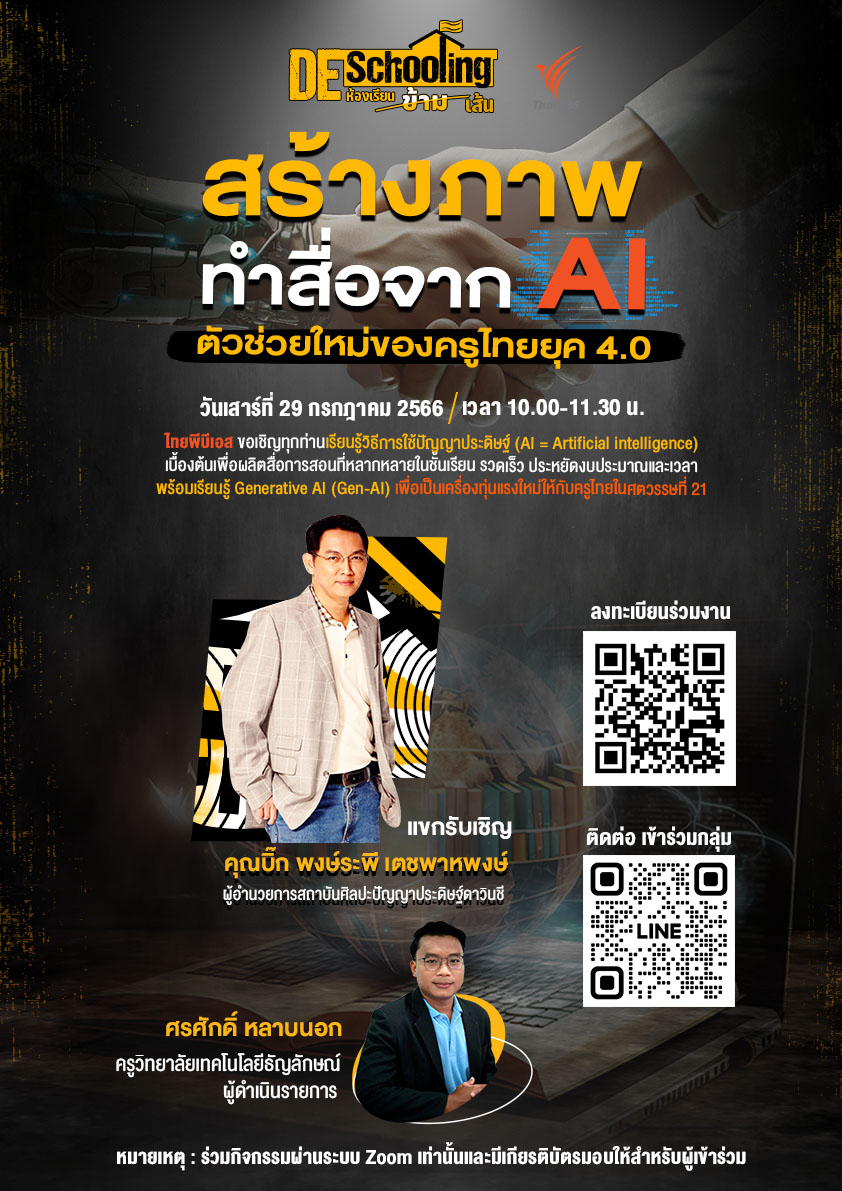 DESchooling
ห้องเรียน ข้าม เส้น
ThaiPBS
สร้างภาพ
ทำสื่อจาก AI
ตัวช่วยใหม่ของครูไทยยุค 4.0
วันเสาร์ที่ 29 กรกฎาคม 2566 / เวลา 10.00-11.30 น.
ไทยพีบีเอส ขอเชิญทุกท่านเรียนรู้วิธีการใช้ปัญญาประดิษฐ์ (AI = Artificial intelligence)
เบื้องต้นเพื่อผลิตสื่อการสอนที่หลากหลายในชั้นเรียน รวดเร็ว ประหยัดงบประมาณและเวลา
พร้อมเรียนรู้ Generative AI (Gen-AI) เพื่อเป็นเครื่องทุ่นแรงใหม่ให้กับครูไทยในศตวรรษที่ 21
ลงทะเบียนร่วมงาน
แขกรับเชิญ
คุณบิ๊ก พงษ์ระพี เตชพาหพงษ์
ผู้อำนวยการสถาบันศิลปะปัญญาประดิษฐ์ดาวินชี
ติดต่อ เข้าร่วมกลุ่ม
LINE
ศรศักดิ์ หลาบนอก
ครูวิทยาลัยเทคโนโลยีธัญลักษณ์
ผู้ดำเนินรายการ
หมายเหตุ : ร่วมกิจกรรมผ่านระบบ Zoom เท่านั้นและมีเกียรติบัตรมอบให้สำหรับผู้เข้าร่วม